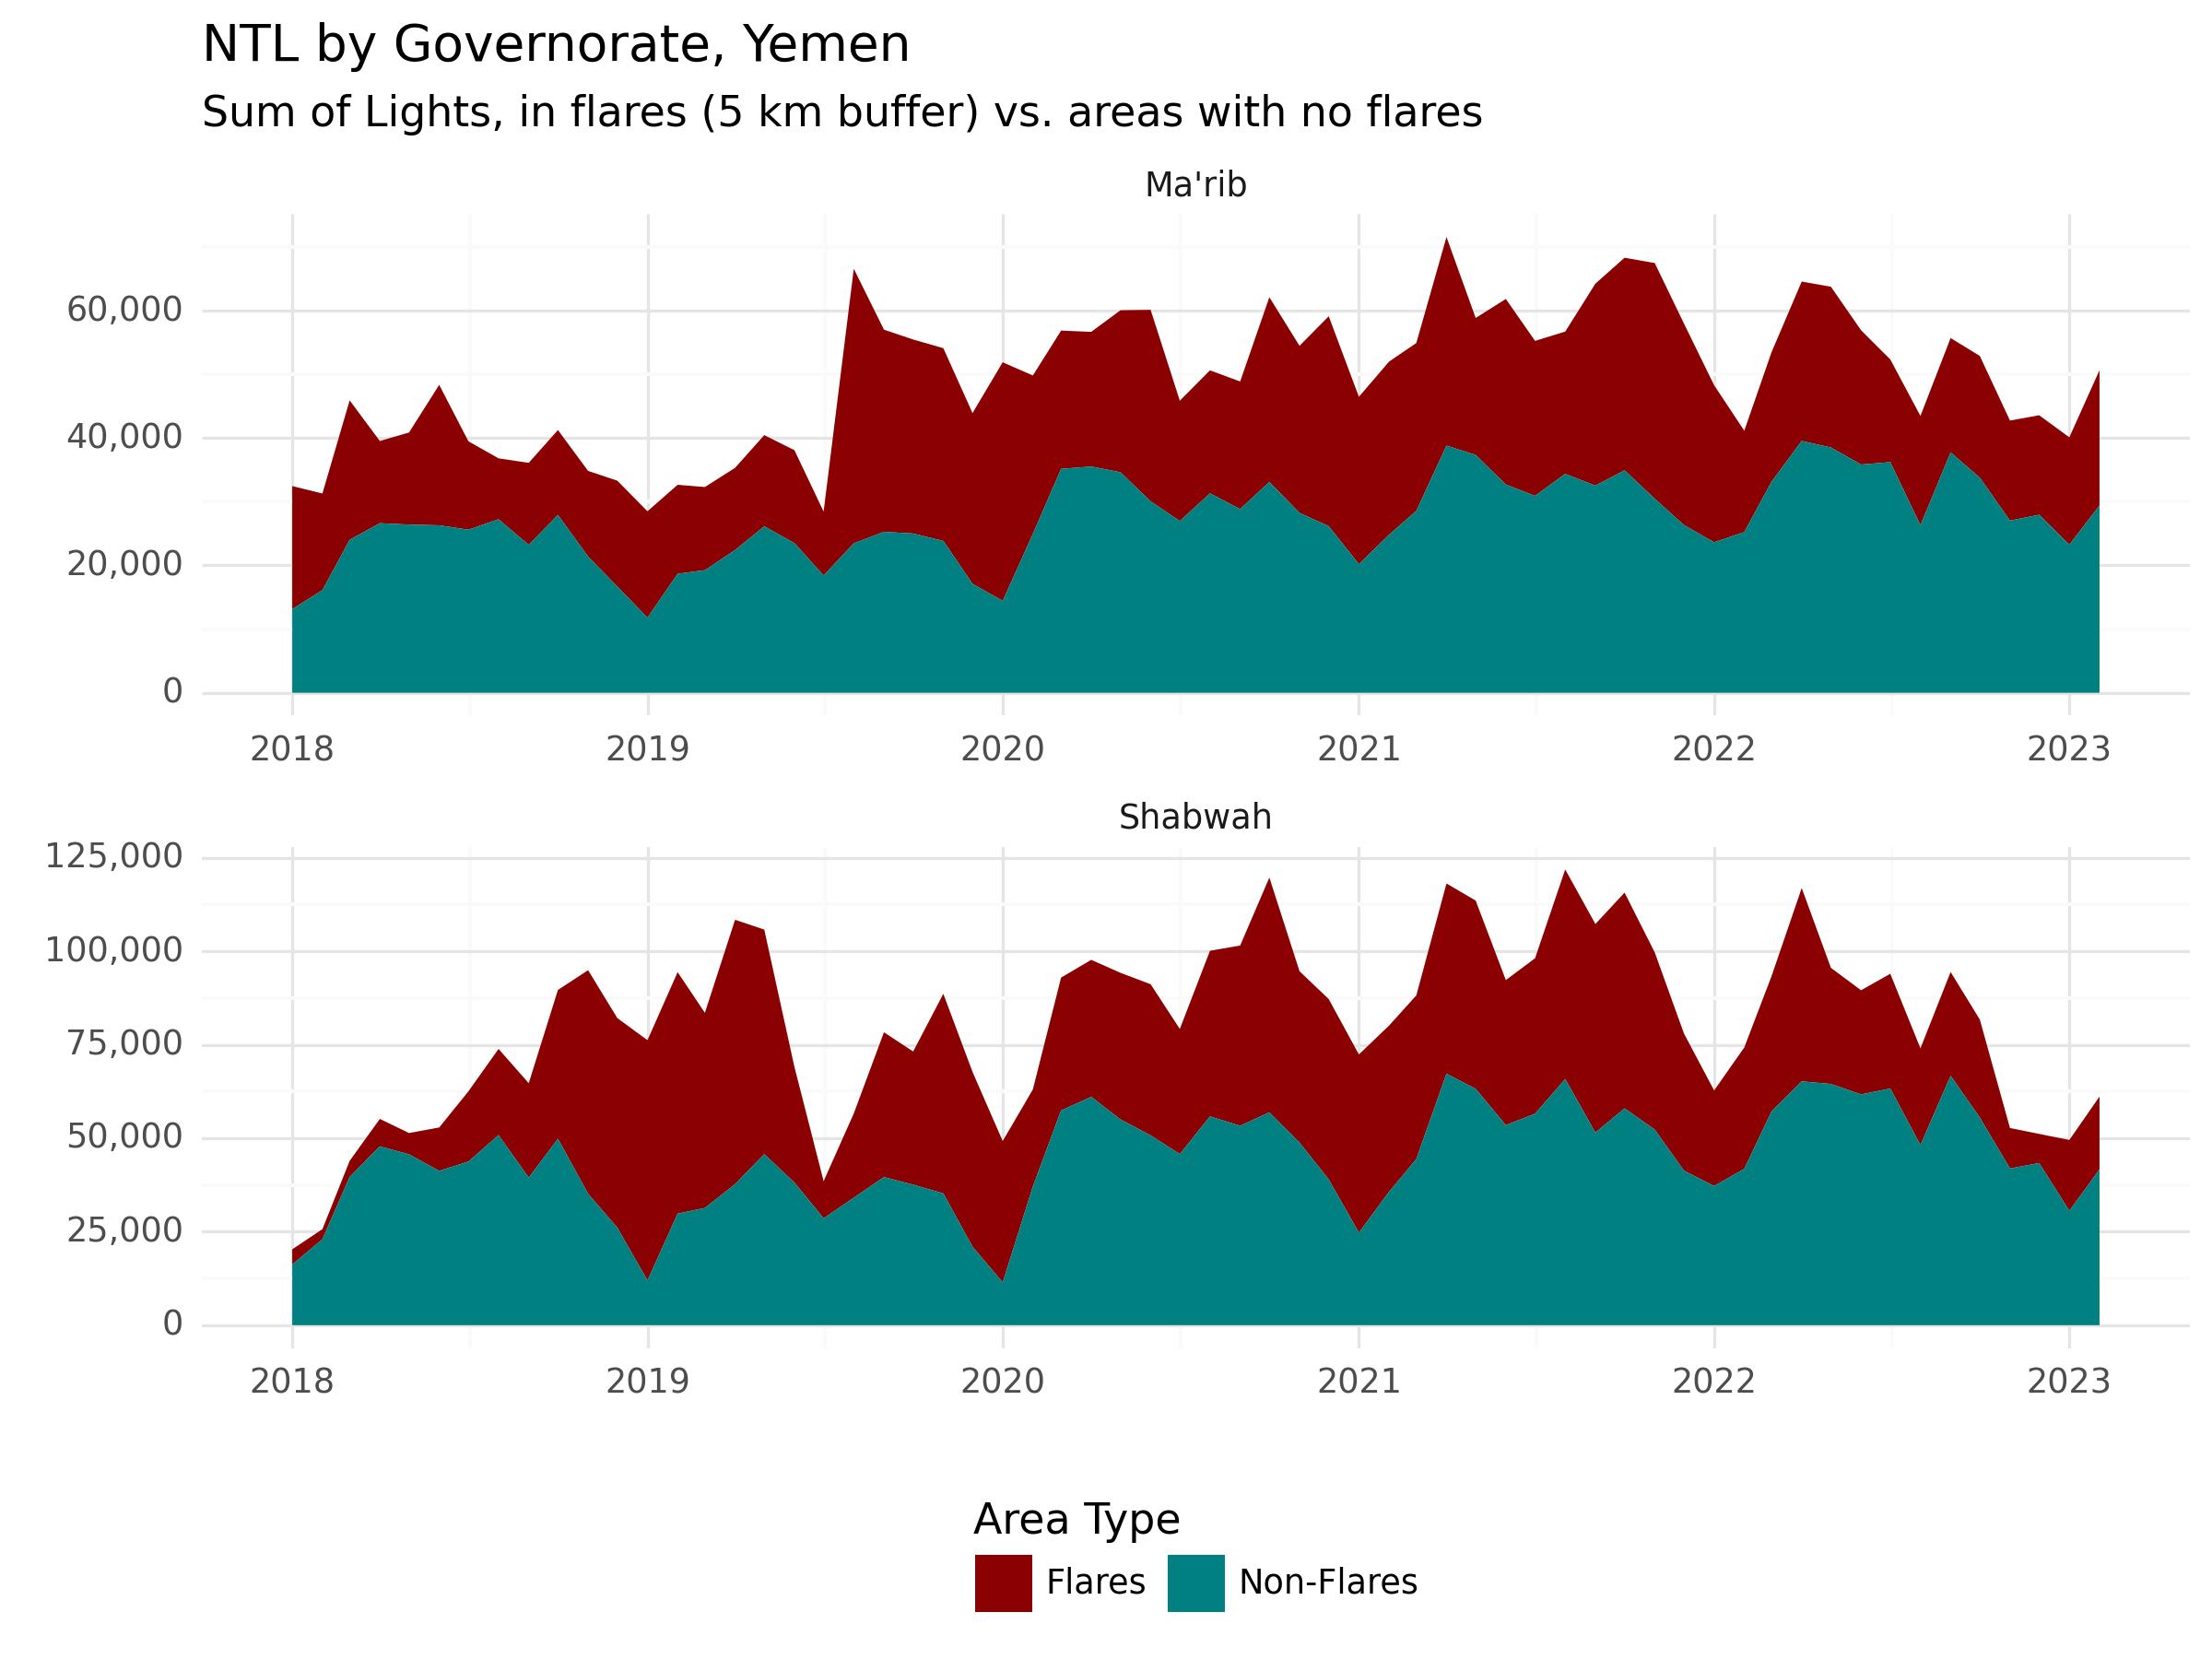 NTL by Governorate, Yemen
Sum of Lights, in flares (5 km buffer) vs. areas with no flares
Ma'rib
60,000
40,000
20,000
0
2018 2019 2020 2021 2022 2023
Shabwah
125,000
100,000
75,000
50,000
25,000
0
2018 2019 2020 2021 2022 2023
Area Type
Flares Non-Flares